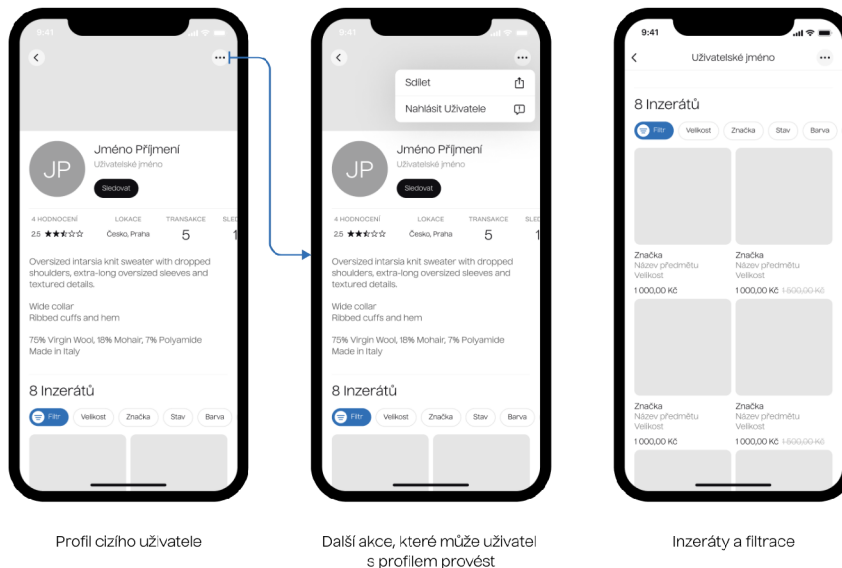 9:41
JP
Jméno Příjmení
Uživatelské jméno
Sledovat
4 HODNOCENÍ LOKACE TRANSAKCE SLED
2.5 Česko, Praha 5 1
Oversized intarsia knit sweater with dropped
shoulders, extra-long oversized sleeves and
textured details.
Wide collar
Ribbed cuffs and hem
75% Virgin Wool, 18% Mohair, 7% Polyamide
Made in Italy
8 Inzerátů
Filtr Velikost Značka Stav Barva
Profil cizího uživatele
9:41
Sdílet
Nahlásit Uživatele
JP
Jméno Příjmení
Uživatelské jméno
Sledovat
4 HODNOCENÍ LOKACE TRANSAKCE SLED
2.5 Česko, Praha 5 1
Oversized intarsia knit sweater with dropped
shoulders, extra-long oversized sleeves and
textured details.
Wide collar
Ribbed cuffs and hem
75% Virgin Wool, 18% Mohair, 7% Polyamide
Made in Italy
8 Inzerátů
Filtr Velikost Značka Stav Barva
Další akce, které může uživatel
s profilem provést
9:41
Uživatelské jméno
8 Inzerátů
Filtr Velikost Značka Stav Barva
Značka Značka
Název předmětu Název předmětu
Velikost Velikost
1 000,00 Kč 1 000,00 Kč 1 500,00 Kč
Značka Značka
Název předmětu Název předmětu
Velikost Velikost
1 000,00 Kč 1 000,00 Kč 1 500,00 Kč
Inzeráty a filtrace